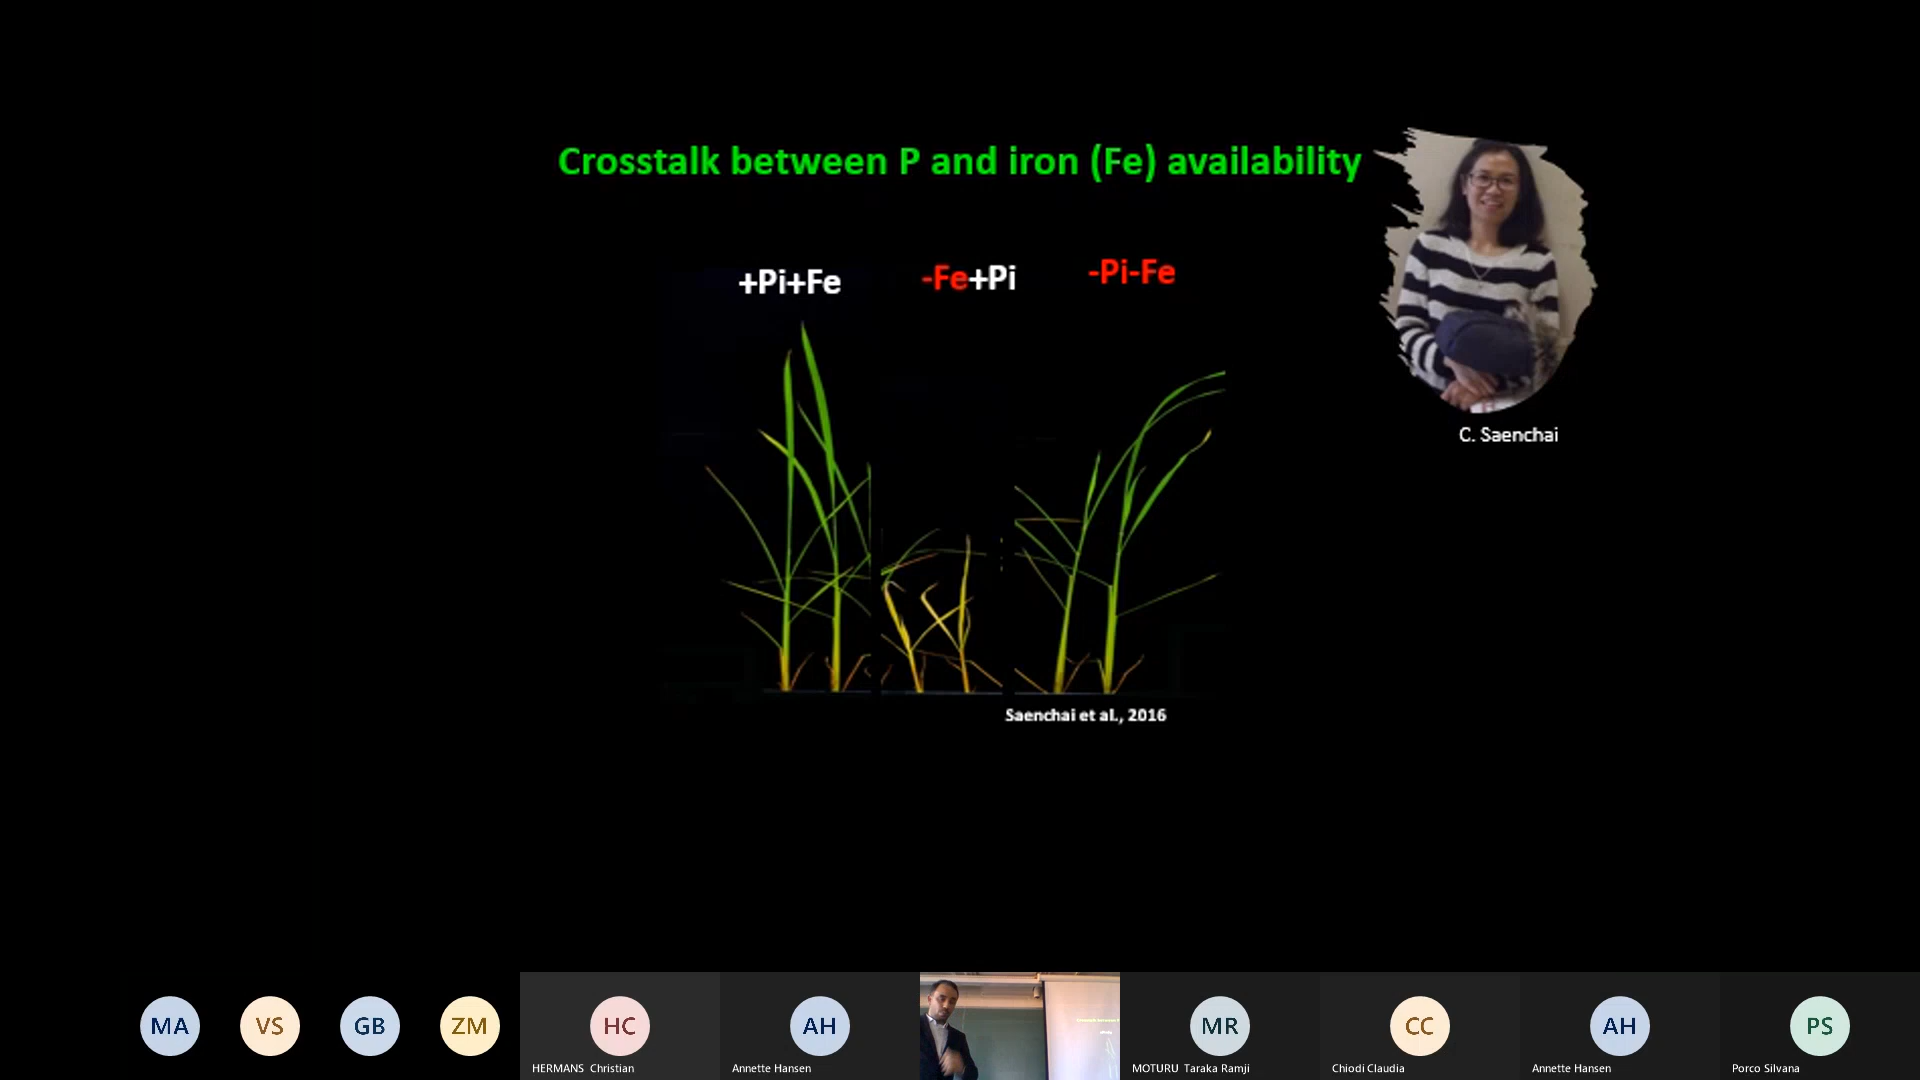 Crosstalk between P and iron (Fe) availability
+Pi+Fe
-Fe+Pi
-Pi-Fe
C. Saenchai
Saenchai et al., 2016
MA
VS
GB
ZM
HC
HERMANS Christian
AH
Annette Hansen
MR
MOTURU Taraka Ramji
CC
Chiodi Claudia
AH
Annette Hansen
PS
Porco Silvana